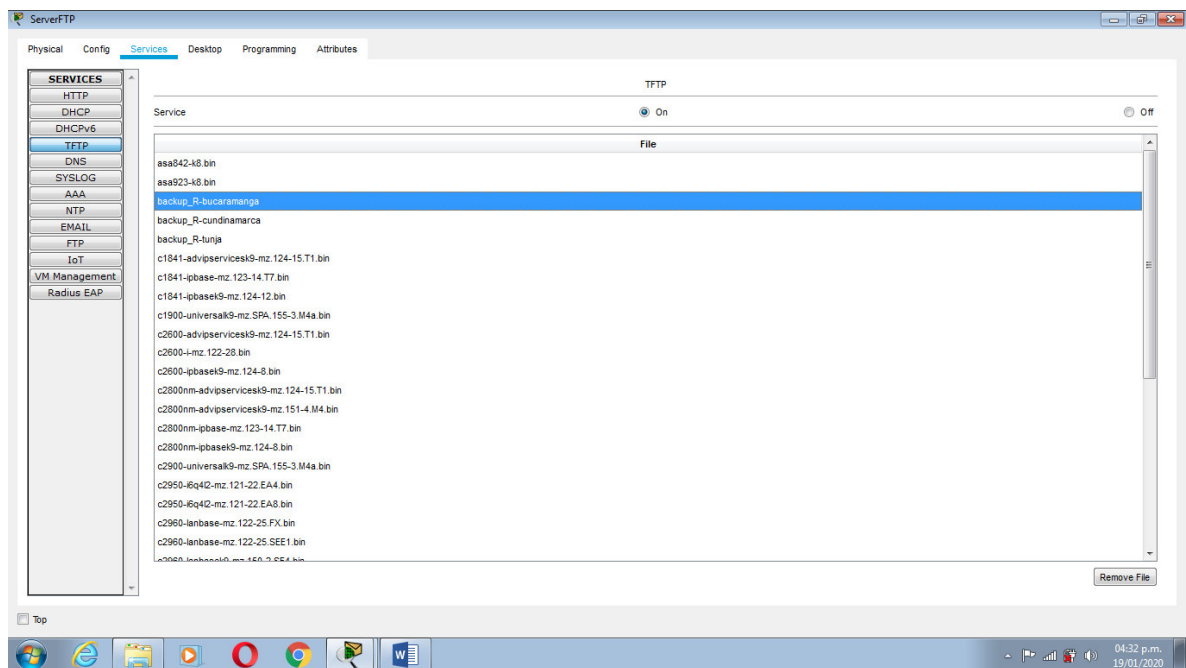 ServerFTP
Physical Config Services Desktop Programming Attributes
SERVICES
HTTP
DHCP
DHCPv6
TFTP
DNS
SYSLOG
AAA
NTP
EMAIL
FTP
IoT
VM Management
Radius EAP
TFTP
Service On Off
File
asa842-k8.bin
asa923-k8.bin
backup_R-bucaramanga
backup_R-cundinamarca
backup_R-tunja
c1841-advipservicesk9-mz.124-15.T1.bin
c1841-ipbase-mz.123-14.T7.bin
c1841-ipbasek9-mz.124-12.bin
c1900-universalk9-mz.SPA.155-3.M4a.bin
c2600-advipservicesk9-mz.124-15.T1.bin
c2600-i-mz.122-28.bin
c2600-ipbasek9-mz.124-8.bin
c2800nm-advipservicesk9-mz.124-15.T1.bin
c2800nm-advipservicesk9-mz.151-4.M4.bin
c2800nm-ipbase-mz.123-14.T7.bin
c2800nm-ipbasek9-mz.124-8.bin
c2900-universalk9-mz.SPA.155-3.M4a.bin
c2950-i6q4l2-mz.121-22.EA4.bin
c2950-i6q4l2-mz.121-22.EA8.bin
c2960-lanbase-mz.122-25.FX.bin
c2960-lanbase-mz.122-25.SEE1.bin
Remove File
Top
04:32 p.m.
19/01/2020